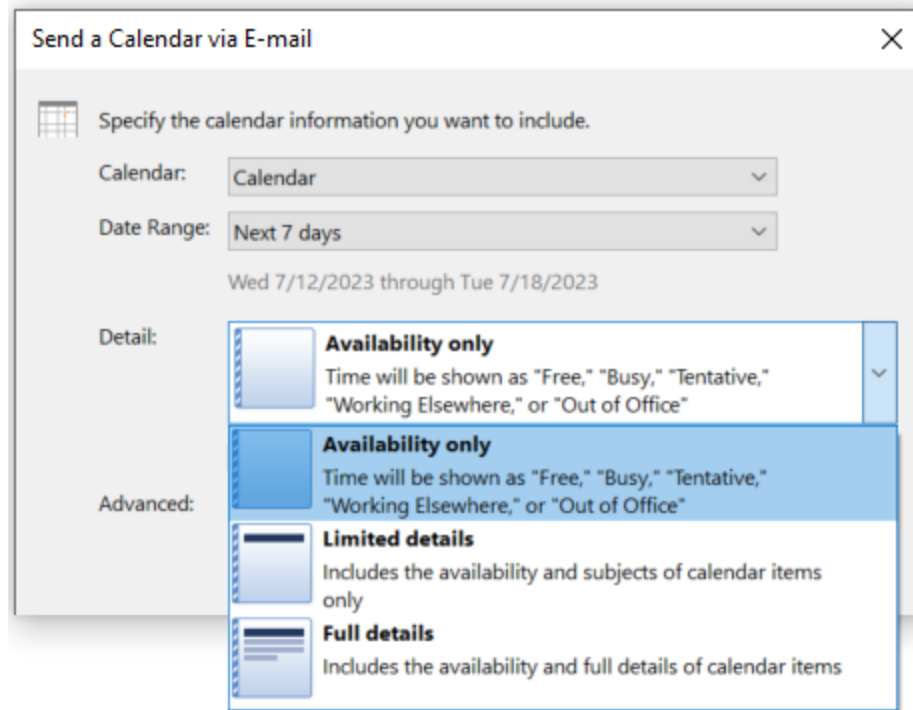 Send a Calendar via E-mail
Specify the calendar information you want to include.
Calendar:
Calendar
Date Range:
Next 7 days
Wed 7/12/2023 through Tue 7/18/2023
Detail:
Availability only
Time will be shown as "Free," "Busy," "Tentative,"
"Working Elsewhere," or "Out of Office"
Availability only
Time will be shown as "Free," "Busy," "Tentative,"
"Working Elsewhere," or "Out of Office"
Advanced:
Limited details
Includes the availability and subjects of calendar items
only
Full details
Includes the availability and full details of calendar items